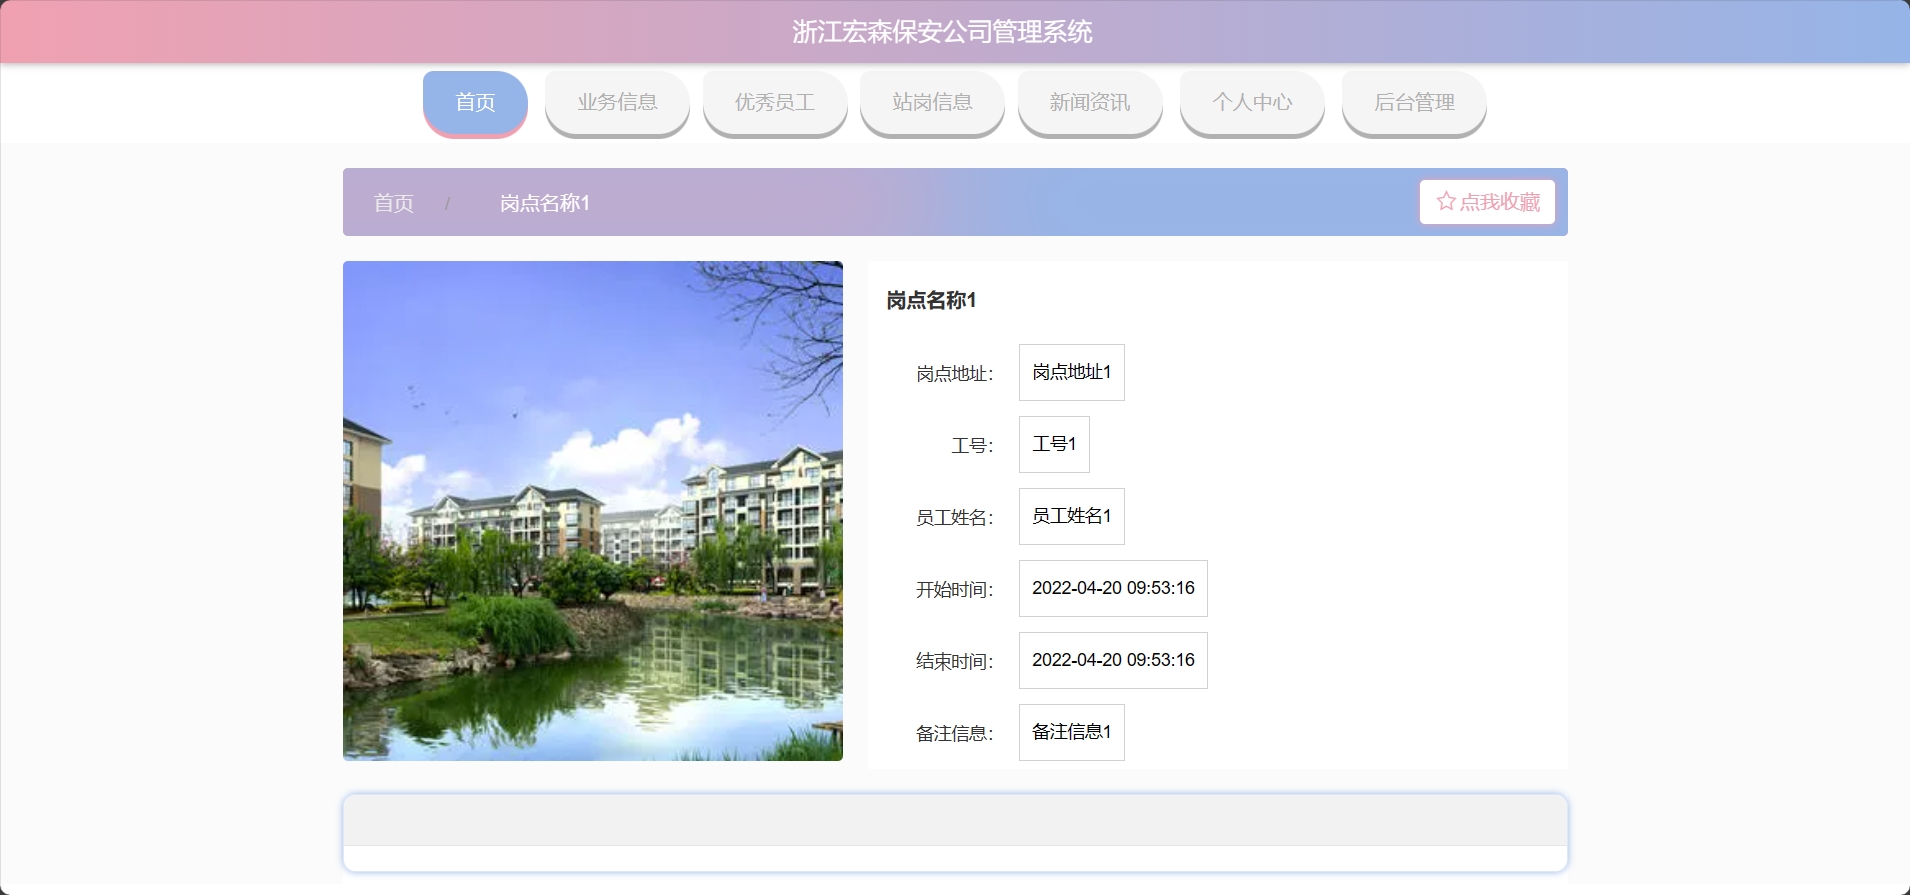 浙江宏森保安公司管理系统
首页 业务信息 优秀员工 站岗信息 新闻资讯 个人中心 后台管理
首页 / 岗点名称1 点我收藏
岗点名称1
岗点地址： 岗点地址1
工号： 工号1
员工姓名： 员工姓名1
开始时间： 2022-04-20 09:53:16
结束时间： 2022-04-20 09:53:16
备注信息： 备注信息1